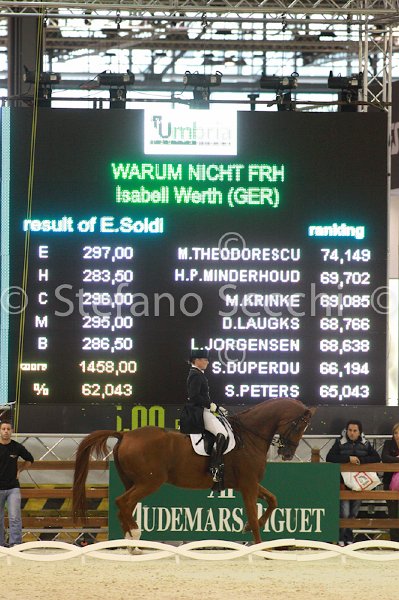 Umbria
WARUM NICHT FRH
Isabell Werth (GER)
result of E.Soldi ranking
E 297,00 M.THEODORESCU 74,149
H 283,50 H.P.MINDERHOUD 69,702
C 296,00 M.KRINKE 69,085
M 295,00 D.LAUGKS 68,766
B 286,50 L.JORGENSEN 68,638
score 1458,00 S.DUPERDU 66,194
% 62,043 S.PETERS 65,043
© Stefano Secchi ©
AUDEMARS PIGUET